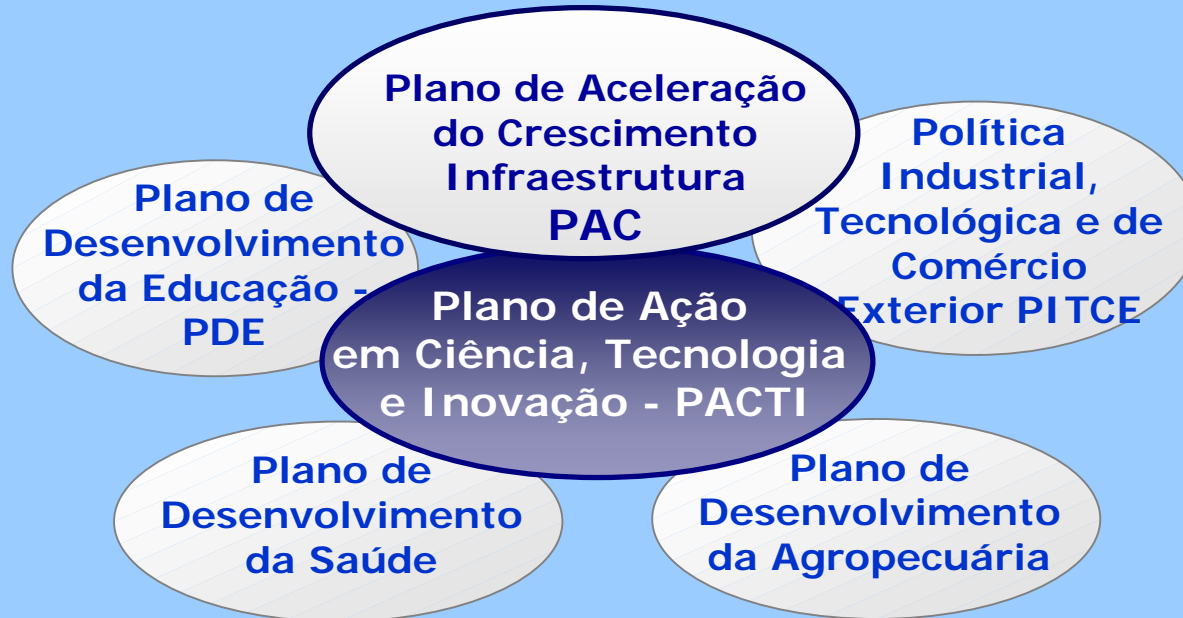 Plano de Aceleração
do Crescimento
Infraestrutura
PAC
Política
Industrial,
Tecnológica e de
Comércio
Exterior PITCE
Plano de
Desenvolvimento
da Educação -
PDE
Plano de Ação
em Ciência, Tecnologia
e Inovação - PACTI
Plano de
Desenvolvimento
da Saúde
Plano de
Desenvolvimento
da Agropecuária